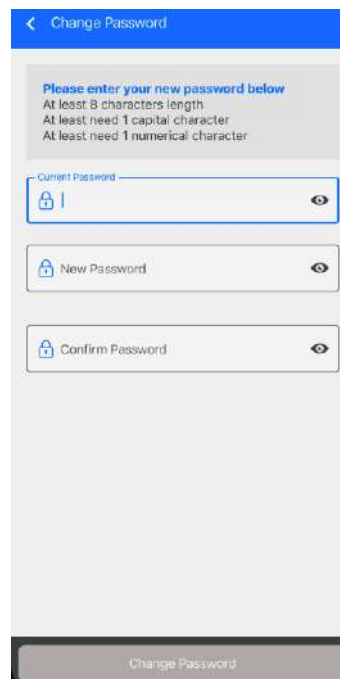 Change Password
Please enter your new password below
At least 8 characters length
At least need 1 capital character
At least need 1 numerical character
Current Password
New Password
Confirm Password
Change Password